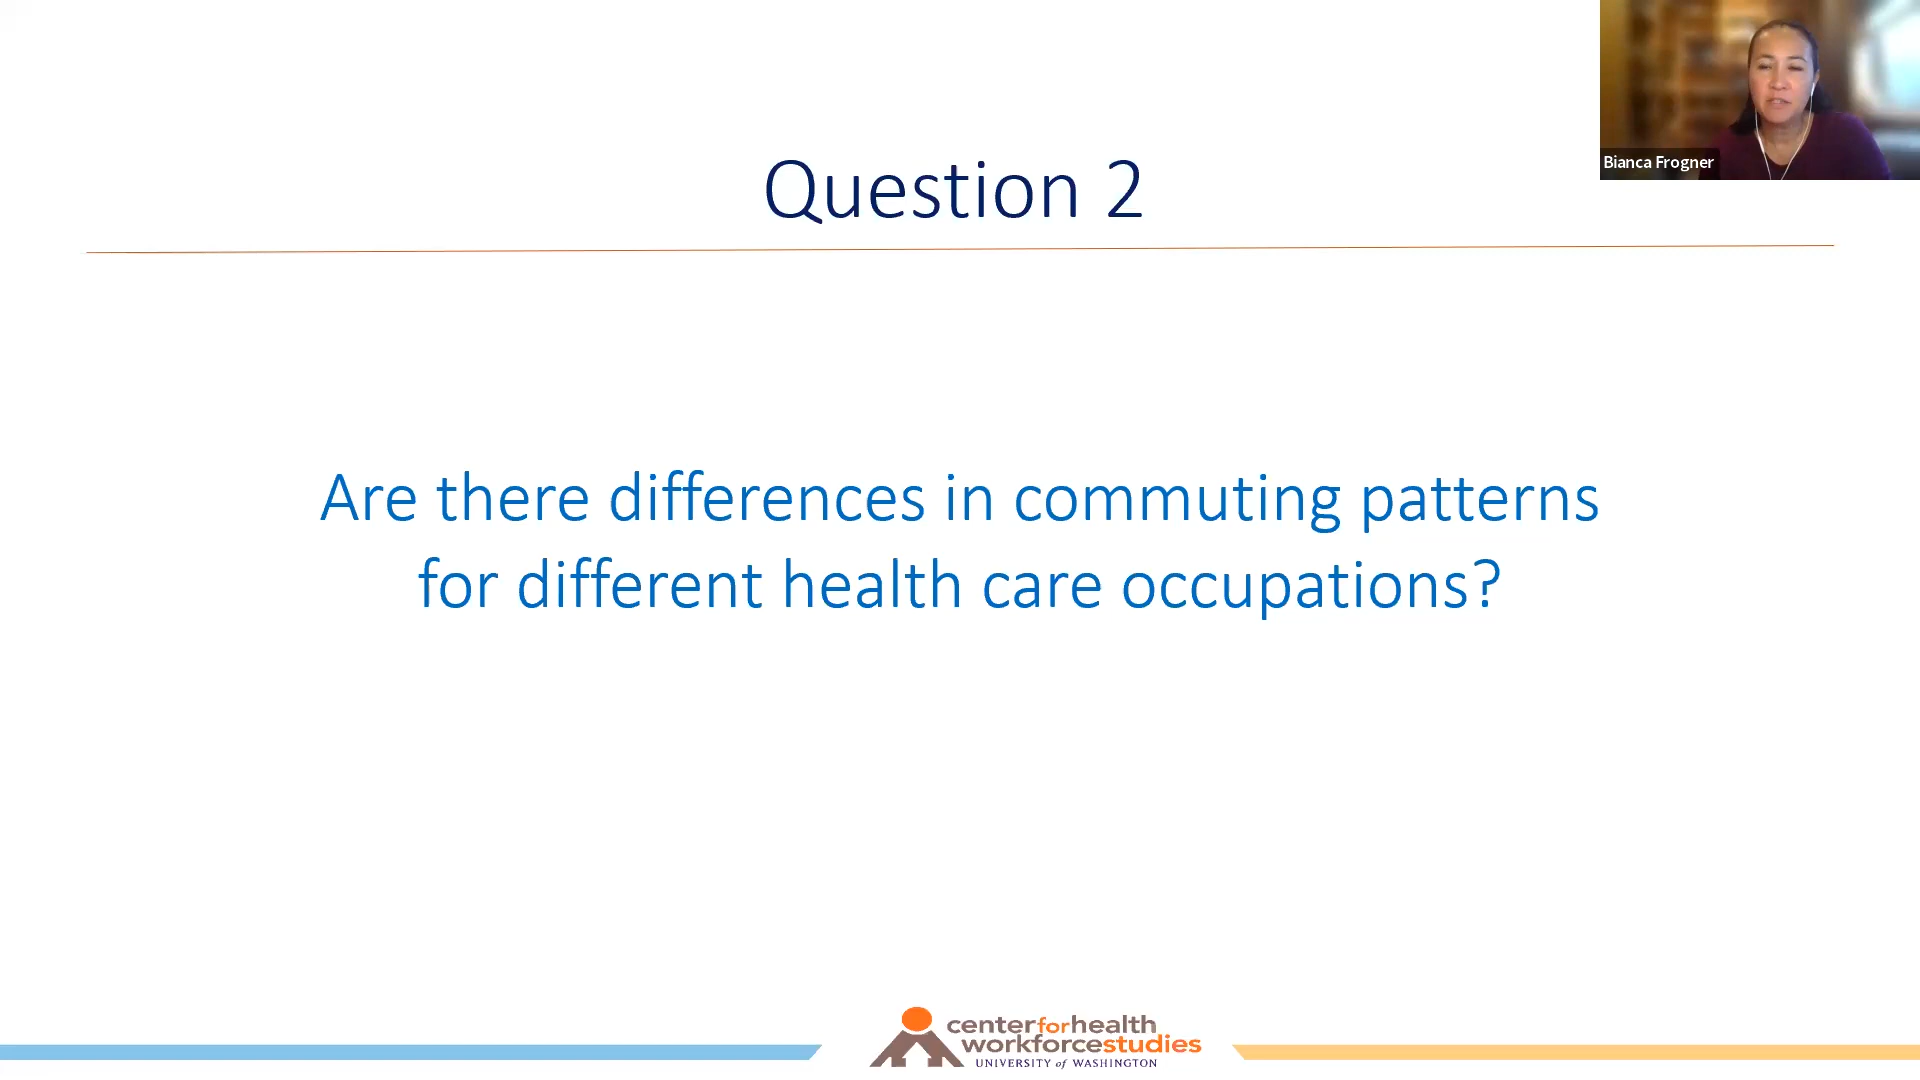 Bianca Frogner
Question 2
Are there differences in commuting patterns
for different health care occupations?
centerforhealth
workforcestudies
UNIVERSITY of WASHINGTON